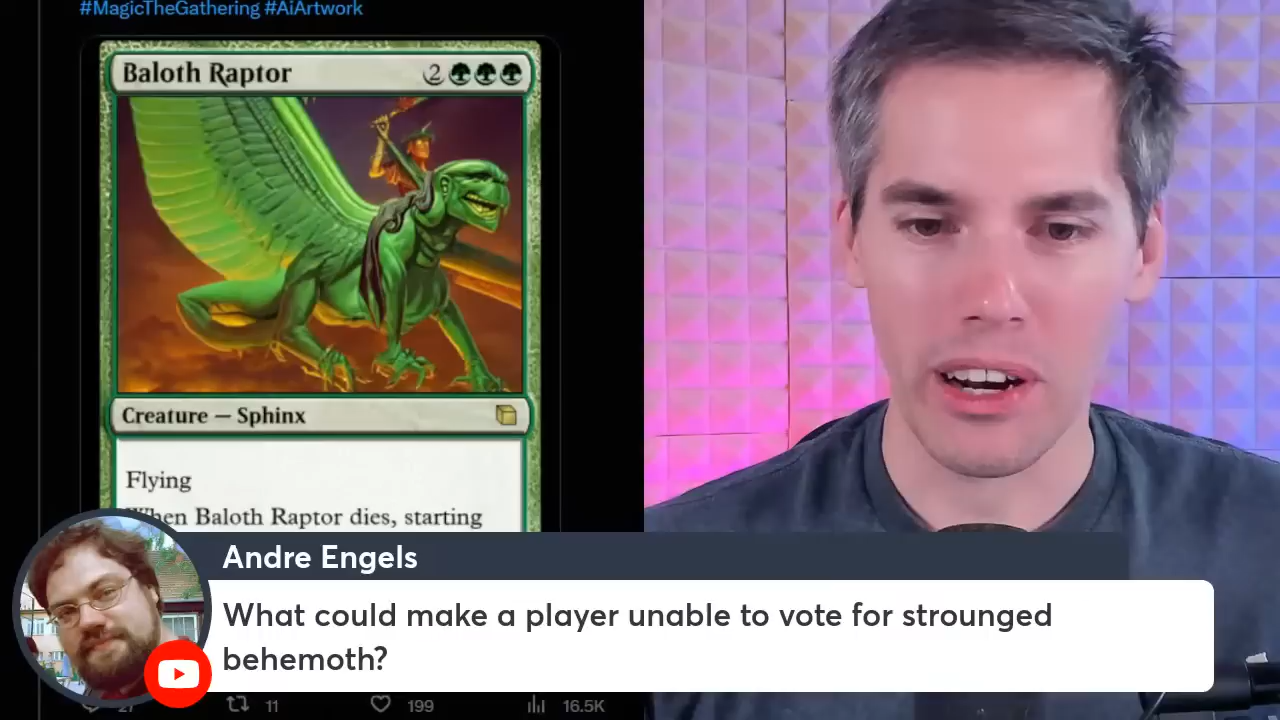 #MagicTheGathering #AiArtwork
Baloth Raptor 2
Creature — Sphinx
Flying
When Baloth Raptor dies, starting
Andre Engels
What could make a player unable to vote for strounged
behemoth?
27 11 199 16.5K